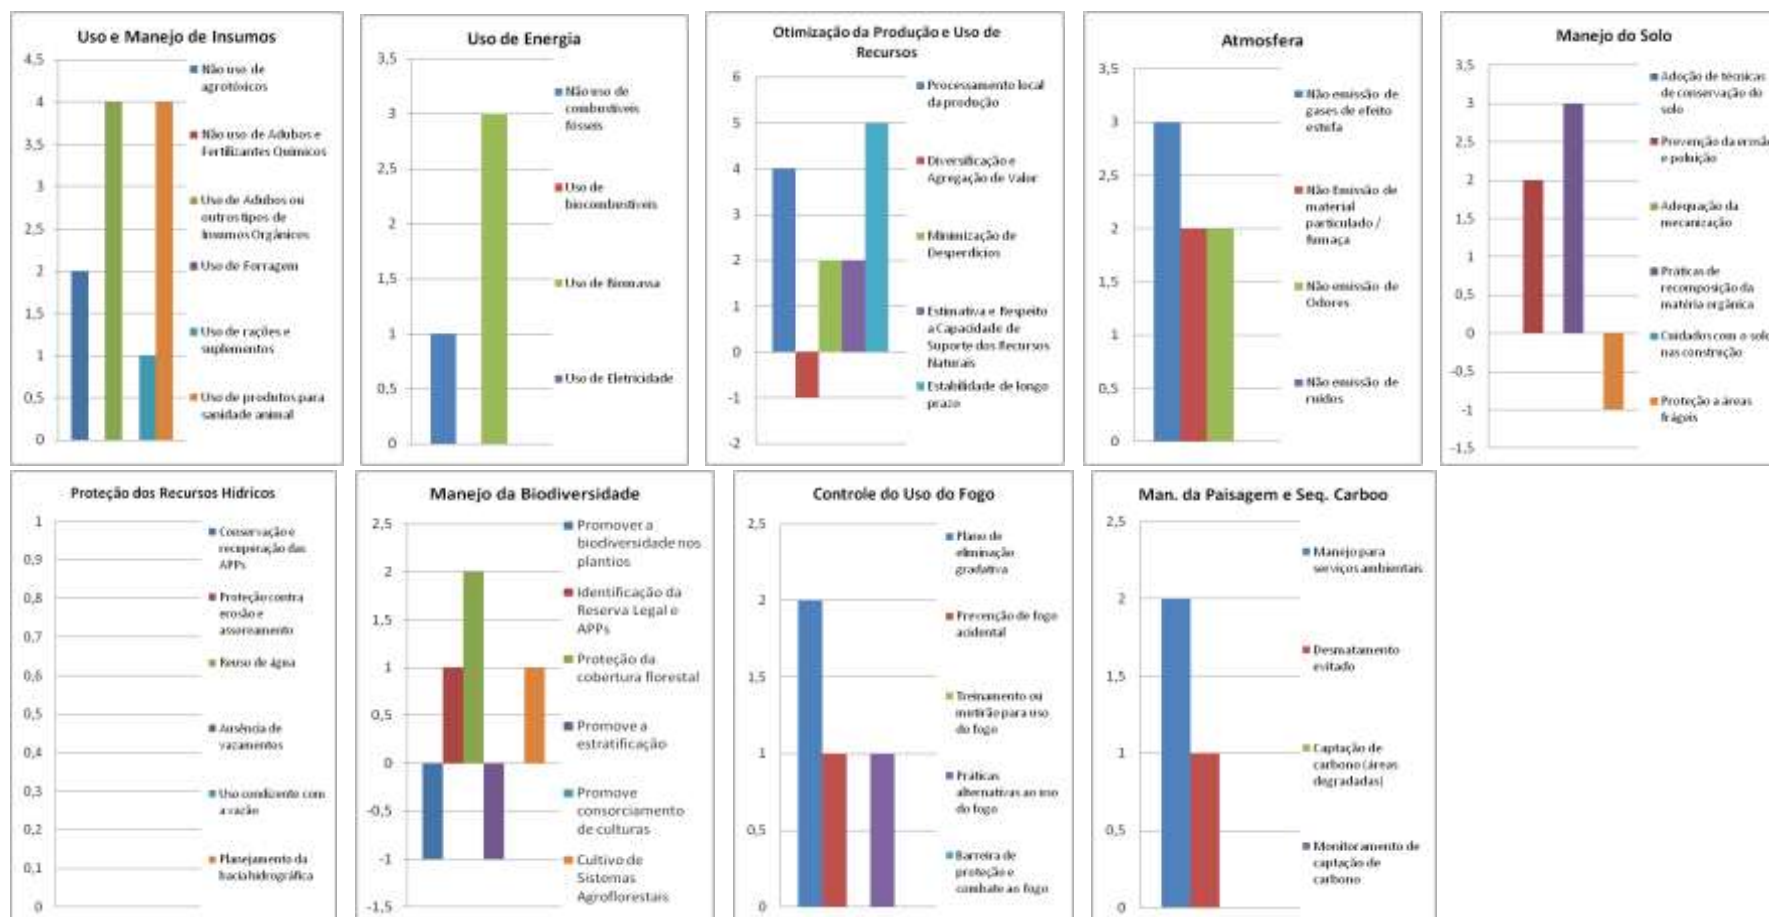 Uso e Manejo de Insumos
4,5
4
3,5
3
2,5
2
1,5
1
0,5
0
Não uso de
agrotóxicos
Não uso de Adubos e
Fertilizantes Químicos
Uso de Adubos ou
outros tipos de
Insumos Orgânicos
Uso de Forragem
Uso de rações e
suplementos
Uso de produtos para
sanidade animal
Uso de Energia
3,5
3
2,5
2
1,5
1
0,5
0
Não uso de
combustíveis
fósseis
Uso de
biocombustíveis
Uso de Biomassa
Uso de Eletricidade
Otimização da Produção e Uso de
Recursos
6
5
4
3
2
1
0
-1
-2
Processamento local
da produção
Diversificação e
Agregação de Valor
Minimização de
Desperdícios
Estimativa e Respeito
a Capacidade de
Suporte dos Recursos
Naturais
Estabilidade de longo
prazo
Atmosfera
3,5
3
2,5
2
1,5
1
0,5
0
Não emissão de
gases de efeito
estufa
Não Emissão de
material
particulado /
fumaça
Não emissão de
Odores
Não emissão de
ruídos
Manejo do Solo
3,5
3
2,5
2
1,5
1
0,5
0
-0,5
-1
-1,5
Adoção de técnicas
de conservação do
solo
Prevenção da erosão
e poluição
Adequação da
mecanização
Práticas de
recomposição da
matéria orgânica
Cuidados com o solo
nas construção
Proteção a áreas
frágeis
Proteção dos Recursos Hídricos
1
0,9
0,8
0,7
0,6
0,5
0,4
0,3
0,2
0,1
0
Conservação e
recuperação das
APPs
Proteção contra
erosão e
assoreamento
Reuso de água
Ausência de
vazamentos
Uso condizente com
a vazão
Planejamento da
bacia hidrográfica
Manejo da Biodiversidade
2,5
2
1,5
1
0,5
0
-0,5
-1
-1,5
Promover a
biodiversidade nos
plantios
Identificação da
Reserva Legal e
APPs
Proteção da
cobertura florestal
Promove a
estratificação
Promove
consorciamento
de culturas
Cultivo de
Sistemas
Agroflorestais
Controle do Uso do Fogo
2,5
2
1,5
1
0,5
0
Plano de
eliminação
gradativa
Prevenção de fogo
acidental
Treinamento ou
mutirão para uso
do fogo
Práticas
alternativas ao uso
do fogo
Barreira de
proteção e
combate ao fogo
Man. da Paisagem e Seq. Carboo
2,5
2
1,5
1
0,5
0
Manejo para
serviços ambientais
Desmatamento
evitado
Captação de
carbono (áreas
degradadas)
Monitoramento de
captação de
carbono